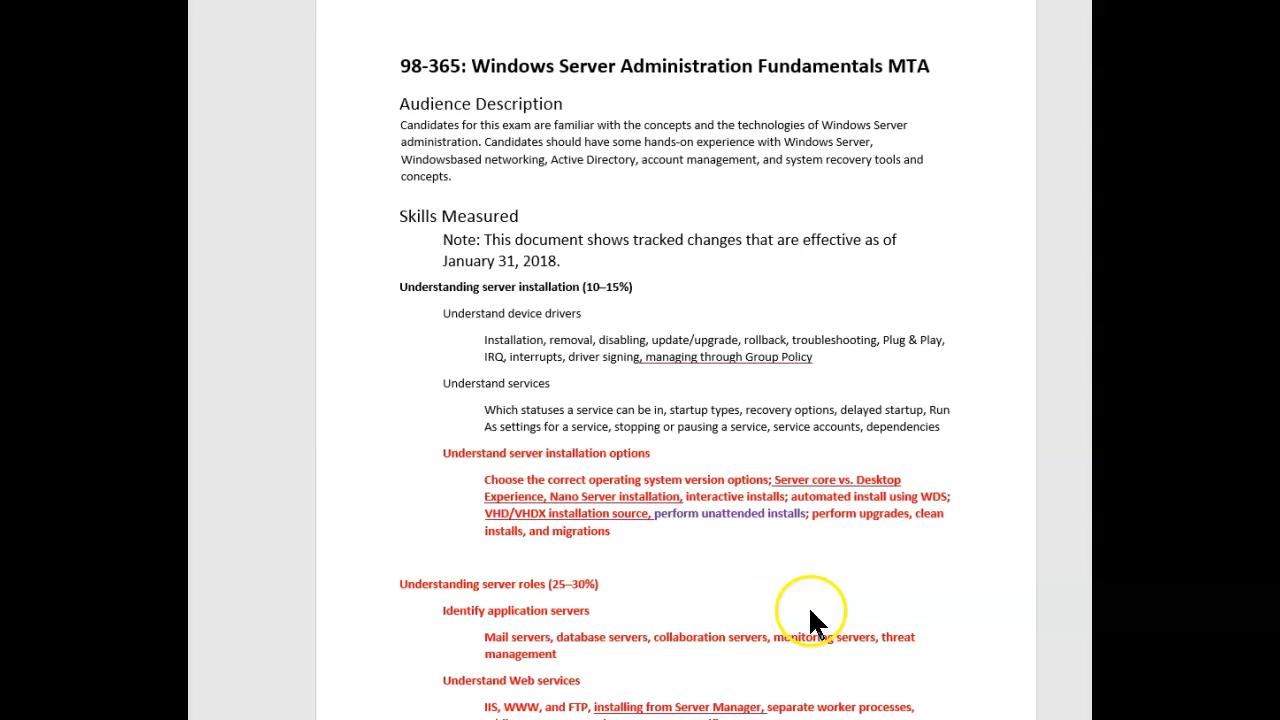 98-365: Windows Server Administration Fundamentals MTA
Audience Description
Candidates for this exam are familiar with the concepts and the technologies of Windows Server
administration. Candidates should have some hands-on experience with Windows Server,
Windowsbased networking, Active Directory, account management, and system recovery tools and
concepts.
Skills Measured
Note: This document shows tracked changes that are effective as of
January 31, 2018.
Understanding server installation (10–15%)
Understand device drivers
Installation, removal, disabling, update/upgrade, rollback, troubleshooting, Plug & Play,
IRQ, interrupts, driver signing, managing through Group Policy
Understand services
Which statuses a service can be in, startup types, recovery options, delayed startup, Run
As settings for a service, stopping or pausing a service, service accounts, dependencies
Understand server installation options
Choose the correct operating system version options; Server core vs. Desktop
Experience, Nano Server installation, interactive installs; automated install using WDS;
VHD/VHDX installation source, perform unattended installs; perform upgrades, clean
installs, and migrations
Understanding server roles (25–30%)
Identify application servers
Mail servers, database servers, collaboration servers, monitoring servers, threat
management
Understand Web services
IIS, WWW, and FTP, installing from Server Manager, separate worker processes,